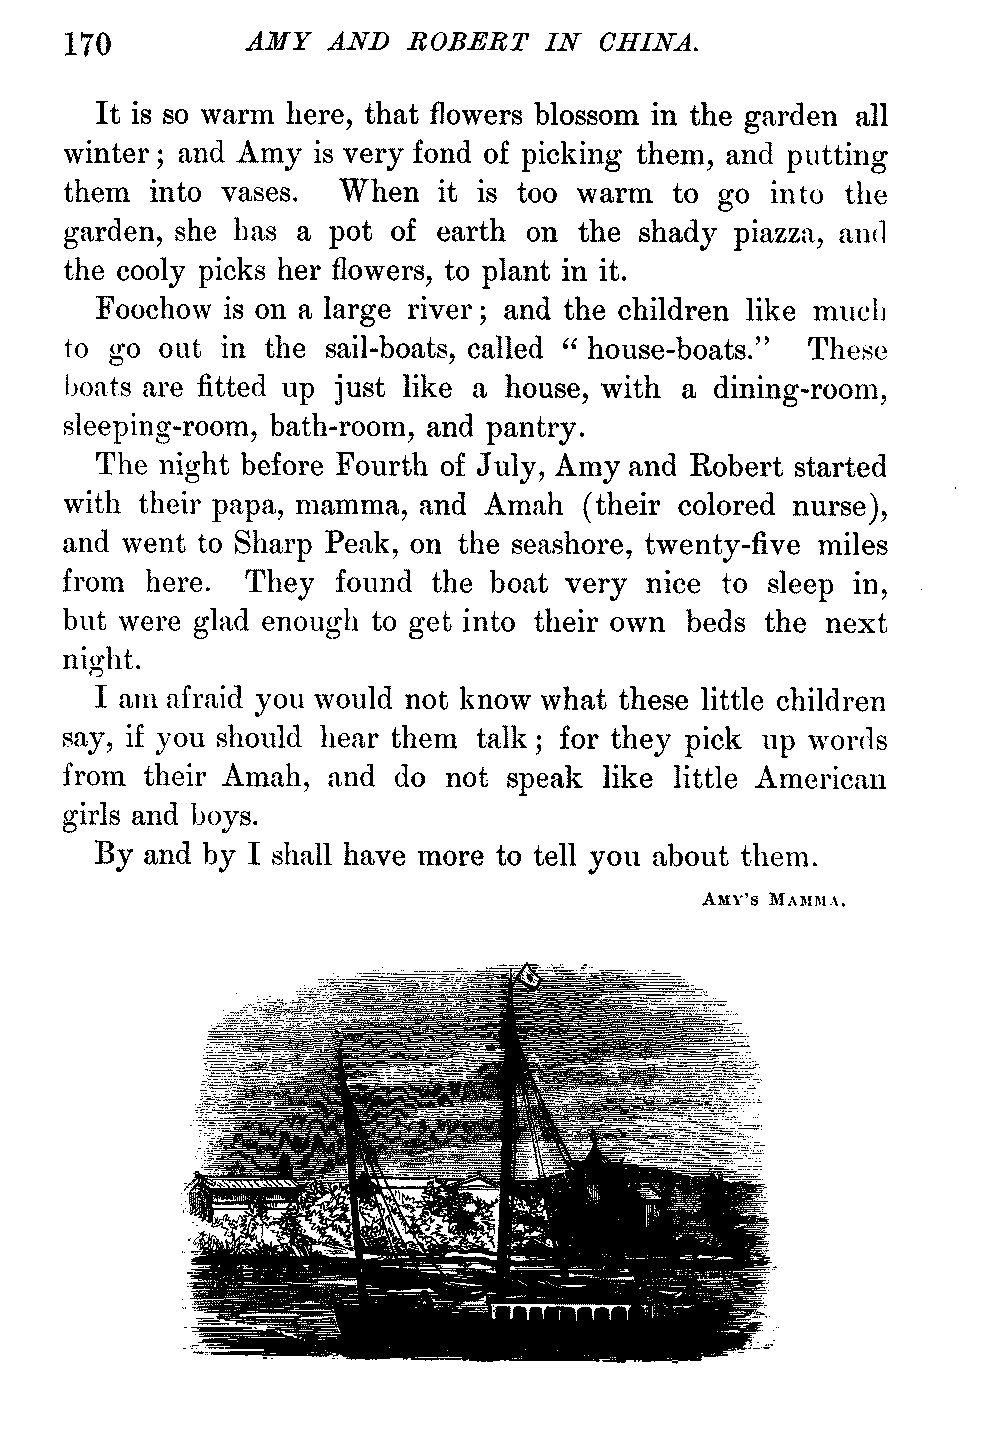 170 AMY AND ROBERT IN CHINA.
It is so warm here, that flowers blossom in the garden all
winter; and Amy is very fond of picking them, and putting
them into vases. When it is too warm to go into the
garden, she has a pot of earth on the shady piazza, and
the cooly picks her flowers, to plant in it.
Foochow is on a large river; and the children like much
to go out in the sail-boats, called "house-boats." These
boats are fitted up just like a house, with a dining-room,
sleeping-room, bath-room, and pantry.
The night before Fourth of July, Amy and Robert started
with their papa, mamma, and Amah (their colored nurse),
and went to Sharp Peak, on the seashore, twenty-five miles
from here. They found the boat very nice to sleep in,
but were glad enough to get into their own beds the next
night.
I am afraid you would not know what these little children
say, if you should hear them talk; for they pick up words
from their Amah, and do not speak like little American
girls and boys.
By and by I shall have more to tell you about them.
AMY'S MAMMA.